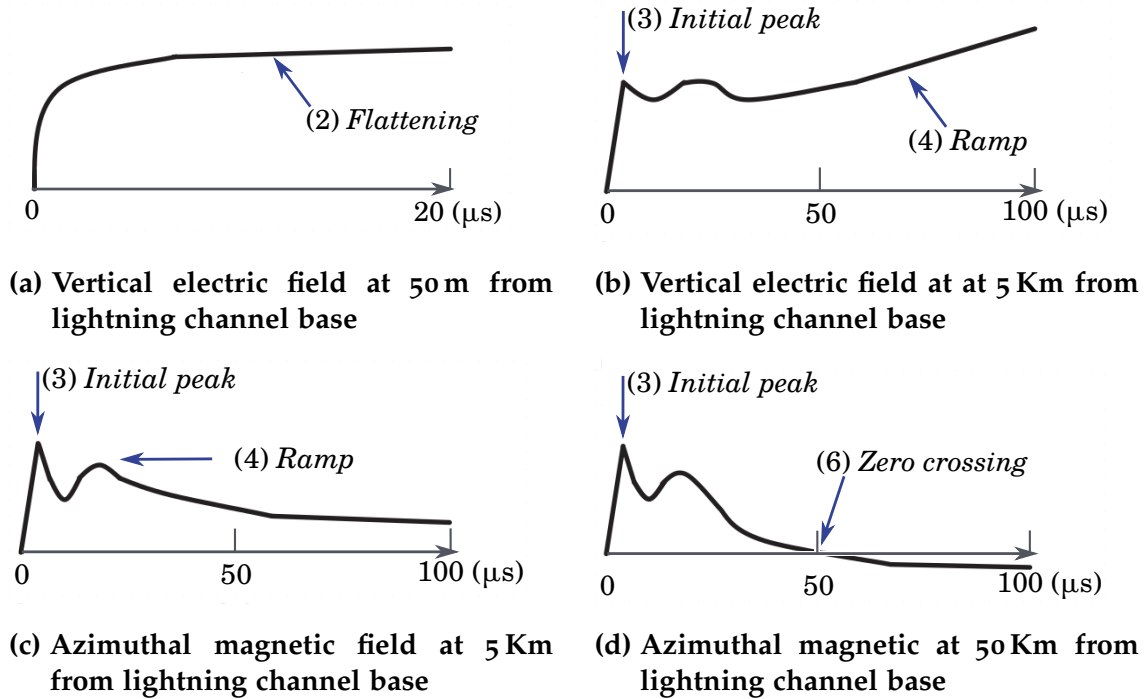 (2) Flattening
0
20 (µs)
(a) Vertical electric field at 50 m from
lightning channel base
(3) Initial peak
(4) Ramp
0
50
100 (µs)
(b) Vertical electric field at at 5 Km from
lightning channel base
(3) Initial peak
(4) Ramp
0
50
100 (µs)
(c) Azimuthal magnetic field at 5 Km
from lightning channel base
(3) Initial peak
(6) Zero crossing
0
50
100 (µs)
(d) Azimuthal magnetic at 50 Km from
lightning channel base